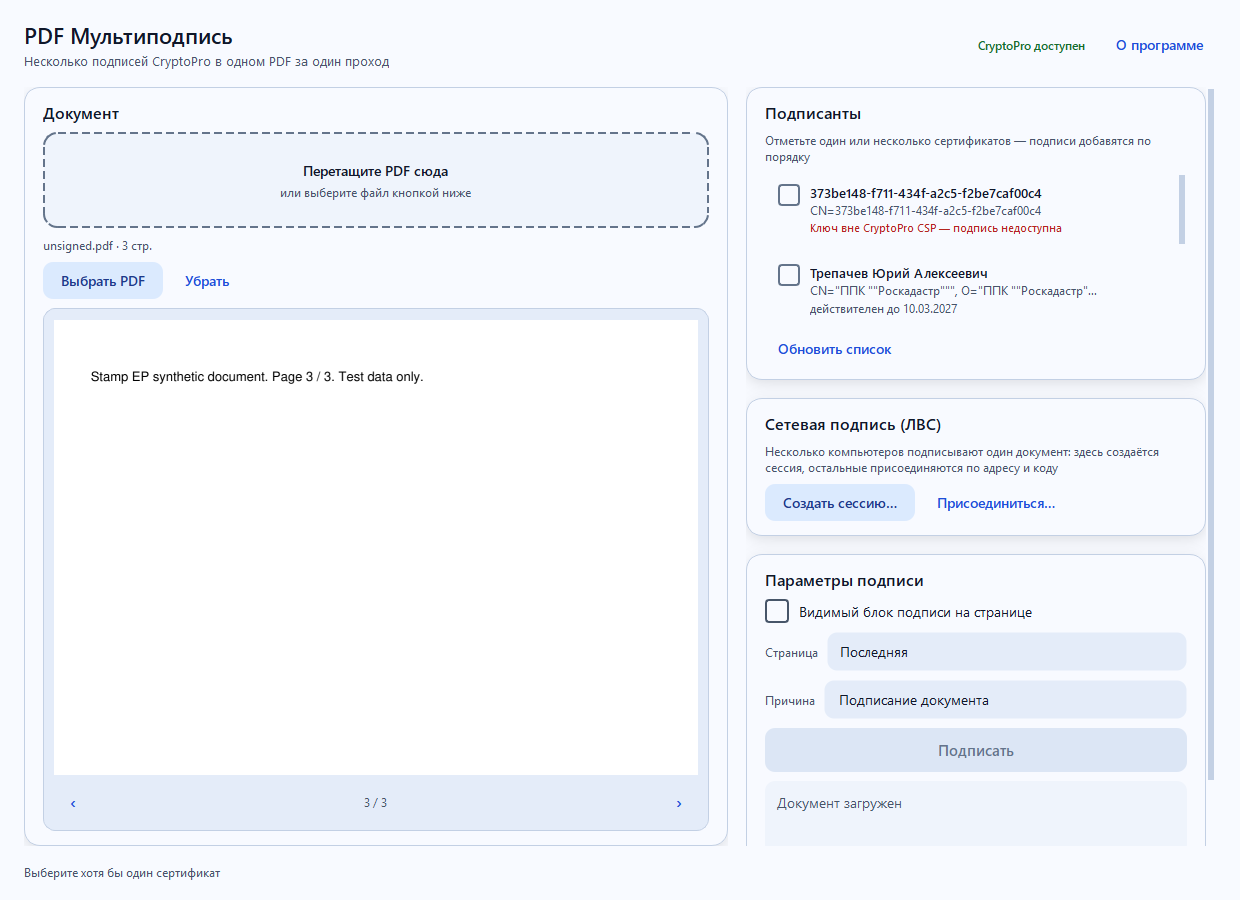 PDF Мультиподпись
Несколько подписей CryptoPro в одном PDF за один проход
CryptoPro доступен
О программе
Документ
Перетащите PDF сюда
или выберите файл кнопкой ниже
unsigned.pdf · 3 стр.
Выбрать PDF
Убрать
Stamp EP synthetic document. Page 3 / 3. Test data only.
‹
3 / 3
›
Подписанты
Отметьте один или несколько сертификатов — подписи добавятся по
порядку
373be148-f711-434f-a2c5-f2be7caf00c4
CN=373be148-f711-434f-a2c5-f2be7caf00c4
Ключ вне CryptoPro CSP — подпись недоступна
Трепачев Юрий Алексеевич
CN="ППК ""Роскадастр""", O="ППК ""Роскадастр"...
действителен до 10.03.2027
Обновить список
Сетевая подпись (ЛВС)
Несколько компьютеров подписывают один документ: здесь создаётся
сессия, остальные присоединяются по адресу и коду
Создать сессию...
Присоединиться...
Параметры подписи
Видимый блок подписи на странице
Страница
Последняя
Причина
Подписание документа
Подписать
Документ загружен
Выберите хотя бы один сертификат